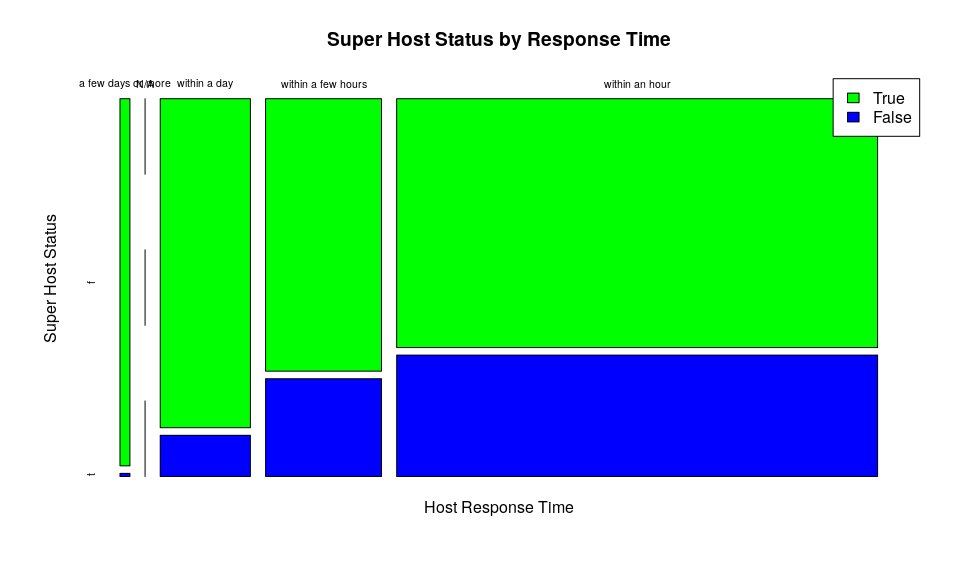 Super Host Status by Response Time
a few days or more
N/A
within a day
within a few hours
within an hour
True
False
Super Host Status
f
t
Host Response Time